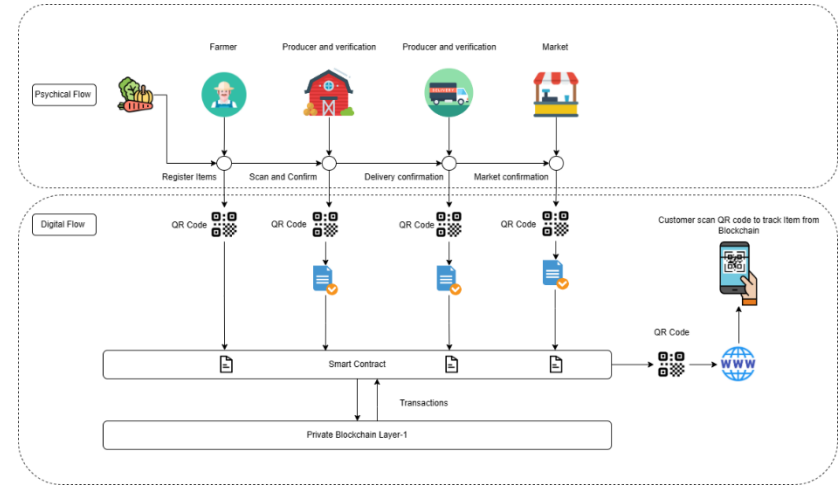 Farmer
Producer and verification
Producer and verification
Market
Psychical Flow
Register Items
Scan and Confirm
Delivery confirmation
Market confirmation
Digital Flow
QR Code
QR Code
QR Code
QR Code
Customer scan QR code to track Item from
Blockchain
QR Code
WWW
Smart Contract
Transactions
Private Blockchain Layer-1